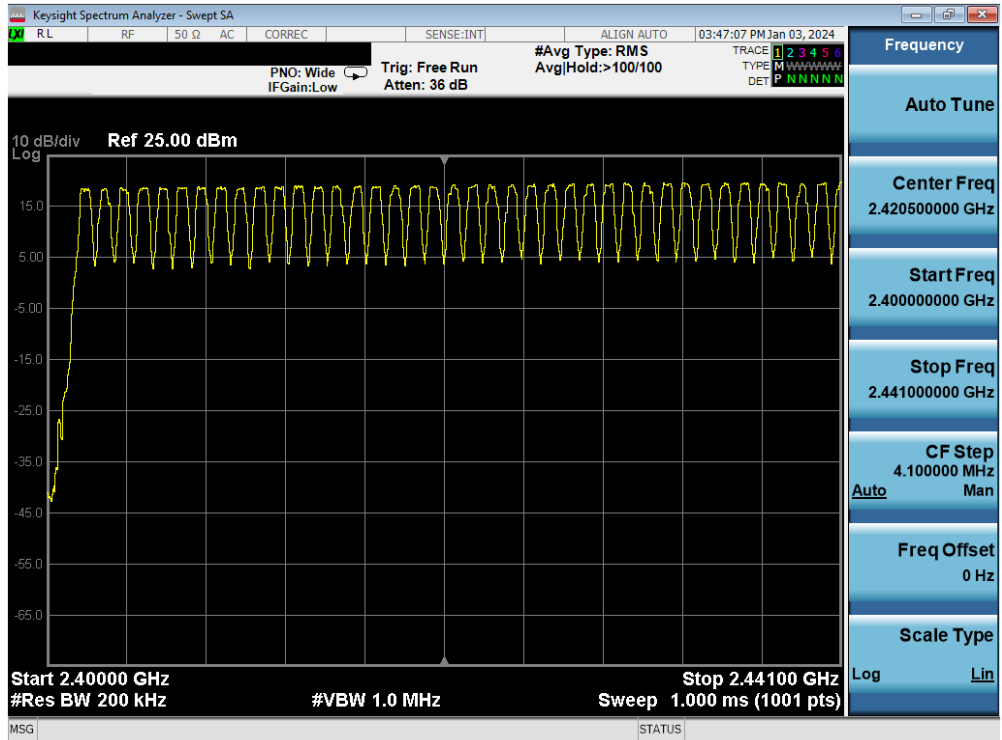 Keysight Spectrum Analyzer - Swept SA
LXI RL RF 50 Ω AC CORREC SENSE:INT ALIGN AUTO 03:47:07 PM Jan 03, 2024
#Avg Type: RMS TRACE 1 2 3 4 5 6
PNO: Wide Trig: Free Run Avg|Hold:>100/100 TYPE M WWWWW
IFGain:Low Atten: 36 dB DET P N N N N N
10 dB/div Ref 25.00 dBm
Log
15.0
5.00
-5.00
-15.0
-25.0
-35.0
-45.0
-55.0
-65.0
Start 2.40000 GHz Stop 2.44100 GHz
#Res BW 200 kHz #VBW 1.0 MHz Sweep 1.000 ms (1001 pts)
MSG STATUS
Frequency
Auto Tune
Center Freq
2.420500000 GHz
Start Freq
2.400000000 GHz
Stop Freq
2.441000000 GHz
CF Step
4.100000 MHz
Auto Man
Freq Offset
0 Hz
Scale Type
Log Lin